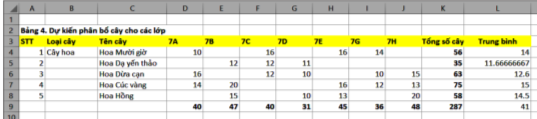 A B C D E F G H I J K L
1
2 Bảng 4. Dự kiến phân bố cây cho các lớp
3 STT Loại cây Tên cây 7A 7B 7C 7D 7E 7G 7H Tổng số cây Trung bình
4 1 Cây hoa Hoa Mười giờ 10 16 16 14 56 14
5 2 Hoa Dạ yến thảo 12 12 11 35 11.66666667
6 3 Hoa Dừa cạn 16 12 10 10 15 63 12.6
7 4 Hoa Cúc vàng 14 20 16 12 13 75 15
8 5 Hoa Hồng 15 10 13 20 58 14.5
9 40 47 40 31 45 36 48 287 41
10